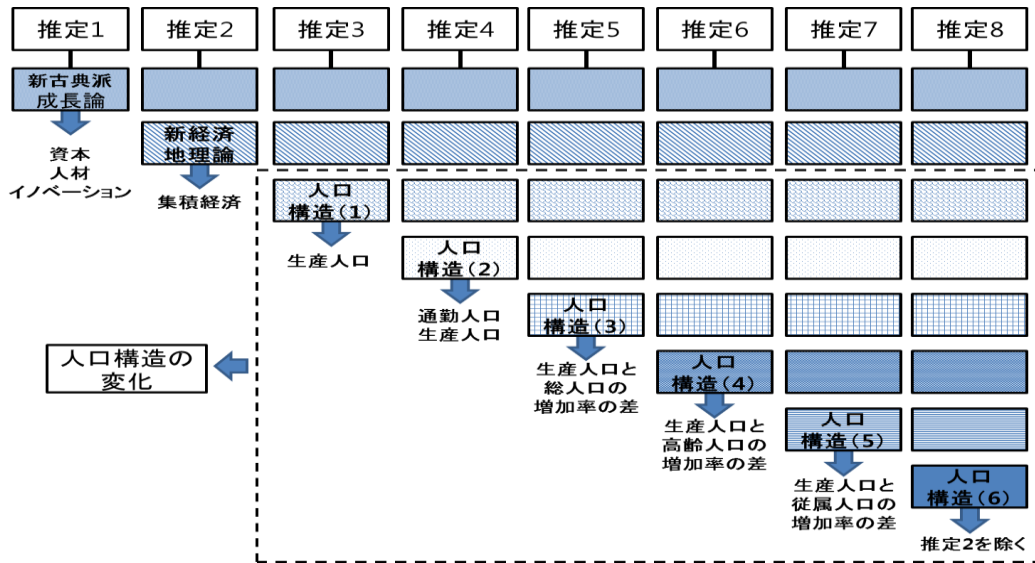 推定1
推定2
推定3
推定4
推定5
推定6
推定7
推定8
新古典派
成長論
資本
人材
イノベーション
新経済
地理論
集積経済
人口
構造(1)
生産人口
人口
構造(2)
通勤人口
生産人口
人口
構造(3)
生産人口と
総人口の
増加率の差
人口
構造(4)
生産人口と
高齢人口の
増加率の差
人口
構造(5)
生産人口と
従属人口の
増加率の差
人口
構造(6)
推定2を除く
人口構造の
変化